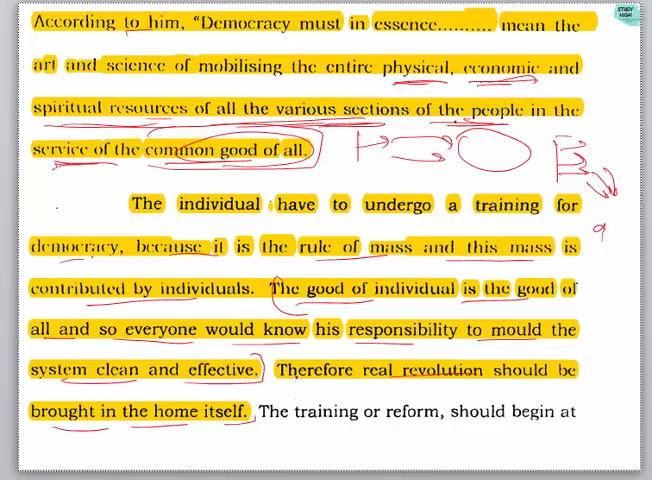 STUDY HIGH
According to him, "Democracy must in essence.......... mean the
art and science of mobilising the entire physical, economic and
spiritual resources of all the various sections of the people in the
service of the common good of all.
The individual have to undergo a training for
democracy, because it is the rule of mass and this mass is
contributed by individuals. The good of individual is the good of
all and so everyone would know his responsibility to mould the
system clean and effective. Therefore real revolution should be
brought in the home itself. The training or reform, should begin at